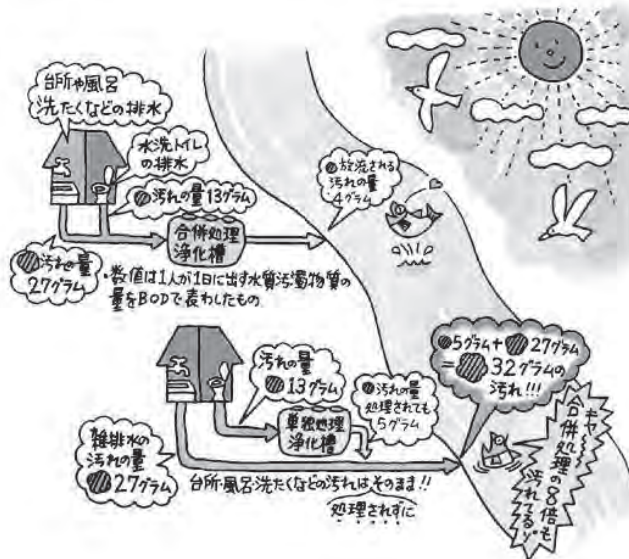 台所や風呂
洗たくなどの排水
水洗トイレ
の排水
汚れの量13グラム
合併処理
浄化槽
汚れの量
27グラム
放流される
汚れの量
4グラム
・数値は1人が1日に出す水質汚濁物質の
量をBODで表わしたもの
汚れの量
13グラム
単独処理
浄化槽
汚れの量
処理されても
5グラム
雑排水の
汚れの量
27グラム
台所・風呂・洗たくなどの汚れはそのまま!!
処理されずに
5グラム+27グラム
=32グラムの
汚れ!!!
キャー
合併処理の8倍も
汚れてるゾ